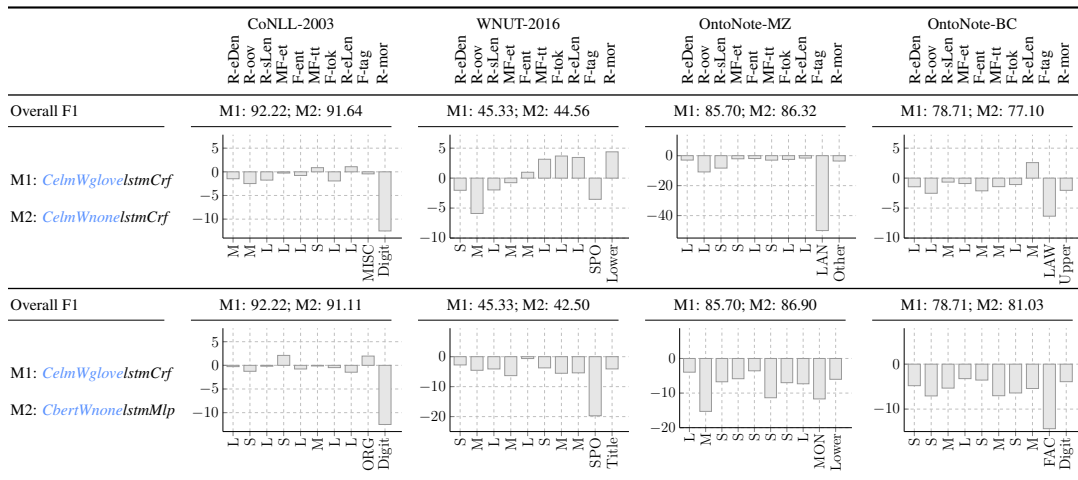 CoNLL-2003 WNUT-2016 OntoNote-MZ OntoNote-BC
R-eDen R-oov R-sLen MF-et F-ent MF-tt F-tok R-eLen F-tag R-mor
R-eDen R-oov R-sLen MF-et F-ent MF-tt F-tok R-eLen F-tag R-mor
R-eDen R-oov R-sLen MF-et F-ent MF-tt F-tok R-eLen F-tag R-mor
R-eDen R-oov R-sLen MF-et F-ent MF-tt F-tok R-eLen F-tag R-mor
Overall F1 M1: 92.22; M2: 91.64 M1: 45.33; M2: 44.56 M1: 85.70; M2: 86.32 M1: 78.71; M2: 77.10
M1: CelmWglovelstmCrf
M2: CelmWnonelstmCrf
5 0 −5 −10
M M L L L S L L MISC Digit
5 0 −5 −10
S M L M M L L L SPO Lower
0 −20 −40
L L S S L S L L LAN Other
5 0 −5 −10
L L M L M M L M LAW Upper
Overall F1 M1: 92.22; M2: 91.11 M1: 45.33; M2: 42.50 M1: 85.70; M2: 86.90 M1: 78.71; M2: 81.03
M1: CelmWglovelstmCrf
M2: CbertWnonelstmMlp
5 0 −5 −10
L S L S L M L L ORG Digit
0 −10 −20
S M M M L S M M SPO Title
0 −10 −20
L M S S S S S L MON Lower
0 −10
S S M L S M S M FAC Digit